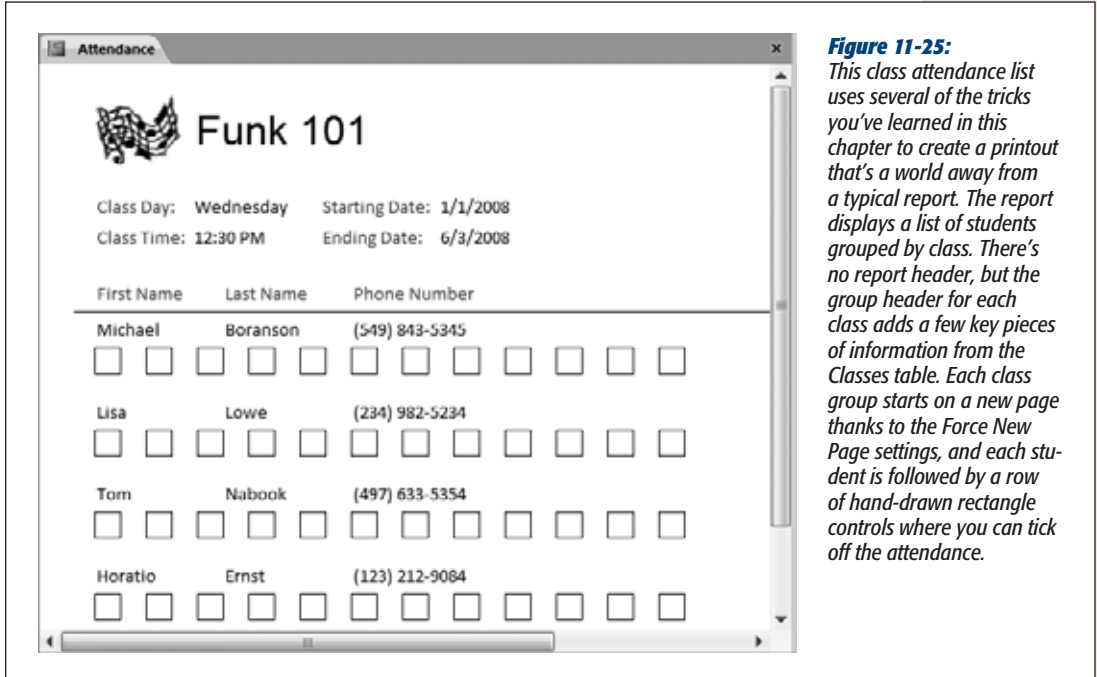 Attendance
Funk 101
Class Day: Wednesday Starting Date: 1/1/2008
Class Time: 12:30 PM Ending Date: 6/3/2008
First Name Last Name Phone Number
Michael Boranson (549) 843-5345
Lisa Lowe (234) 982-5234
Tom Nabook (497) 633-5354
Horatio Ernst (123) 212-9084
Figure 11-25:
This class attendance list
uses several of the tricks
you've learned in this
chapter to create a printout
that's a world away from
a typical report. The report
displays a list of students
grouped by class. There's
no report header, but the
group header for each
class adds a few key pieces
of information from the
Classes table. Each class
group starts on a new page
thanks to the Force New
Page settings, and each stu-
dent is followed by a row
of hand-drawn rectangle
controls where you can tick
off the attendance.